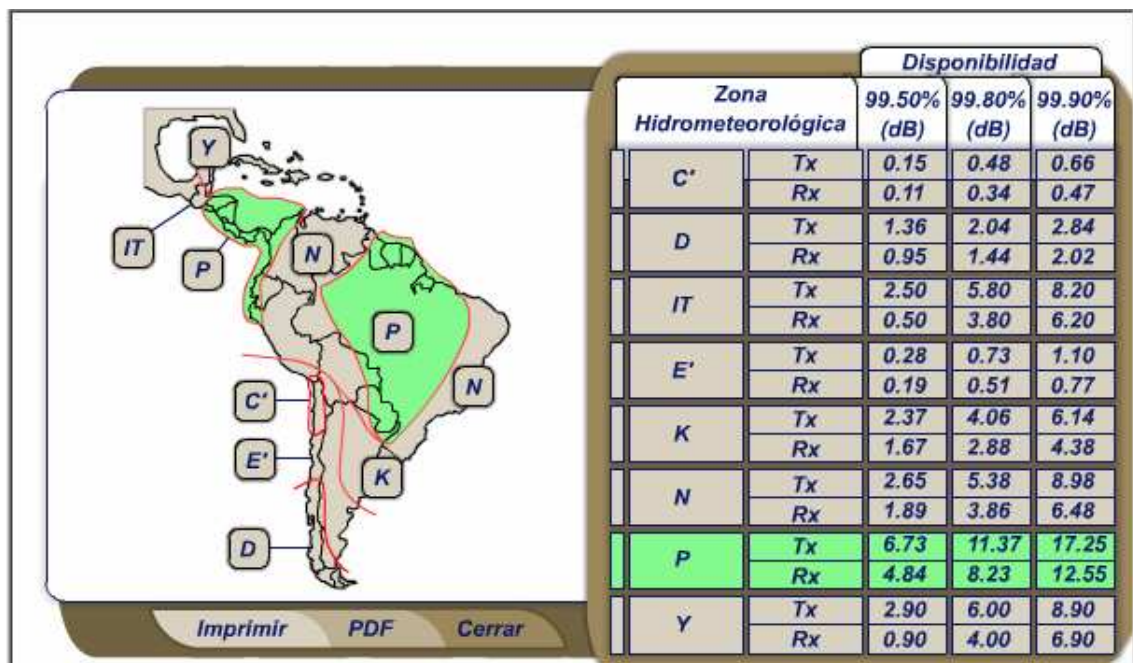 Y
IT
P
N
P
N
C'
E'
K
D
Imprimir PDF Cerrar
Disponibilidad
Zona Hidrometeorológica 99.50% (dB) 99.80% (dB) 99.90% (dB)
C' Tx 0.15 0.48 0.66
Rx 0.11 0.34 0.47
D Tx 1.36 2.04 2.84
Rx 0.95 1.44 2.02
IT Tx 2.50 5.80 8.20
Rx 0.50 3.80 6.20
E' Tx 0.28 0.73 1.10
Rx 0.19 0.51 0.77
K Tx 2.37 4.06 6.14
Rx 1.67 2.88 4.38
N Tx 2.65 5.38 8.98
Rx 1.89 3.86 6.48
P Tx 6.73 11.37 17.25
Rx 4.84 8.23 12.55
Y Tx 2.90 6.00 8.90
Rx 0.90 4.00 6.90